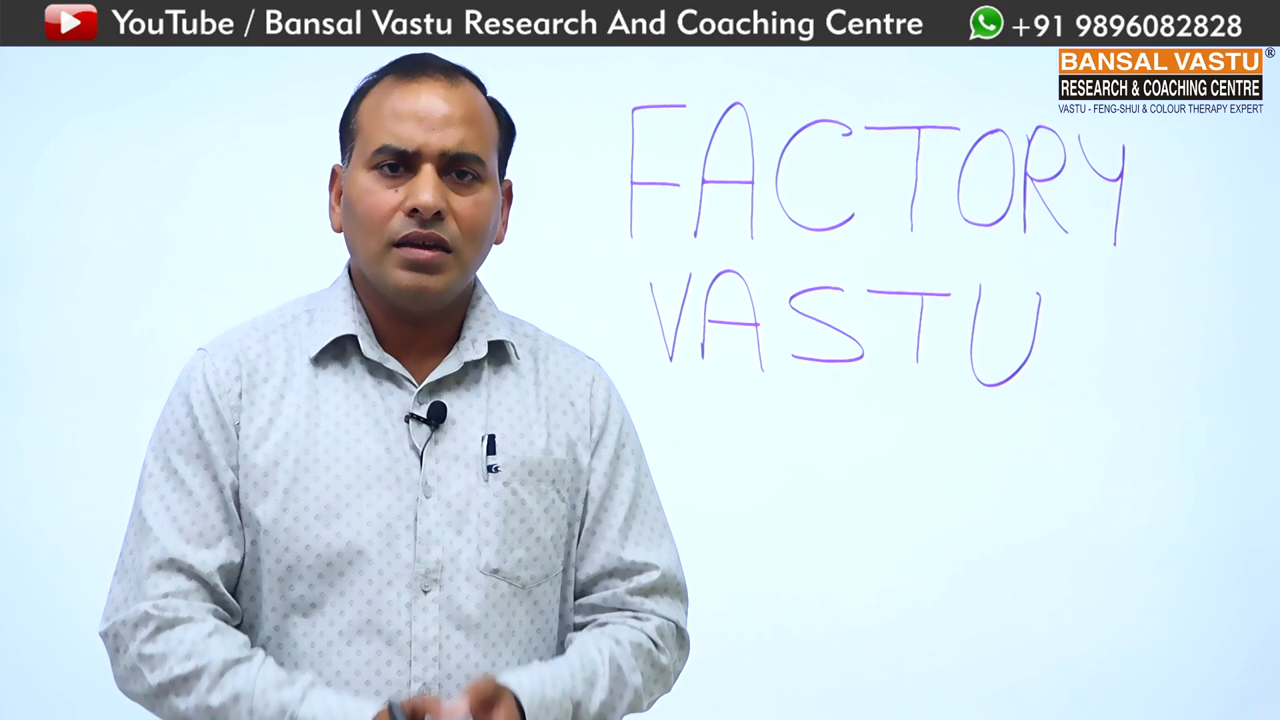 YouTube / Bansal Vastu Research And Coaching Centre
+91 9896082828
BANSAL VASTU®
RESEARCH & COACHING CENTRE
VASTU - FENG-SHUI & COLOUR THERAPY EXPERT
FACTORY
VASTU